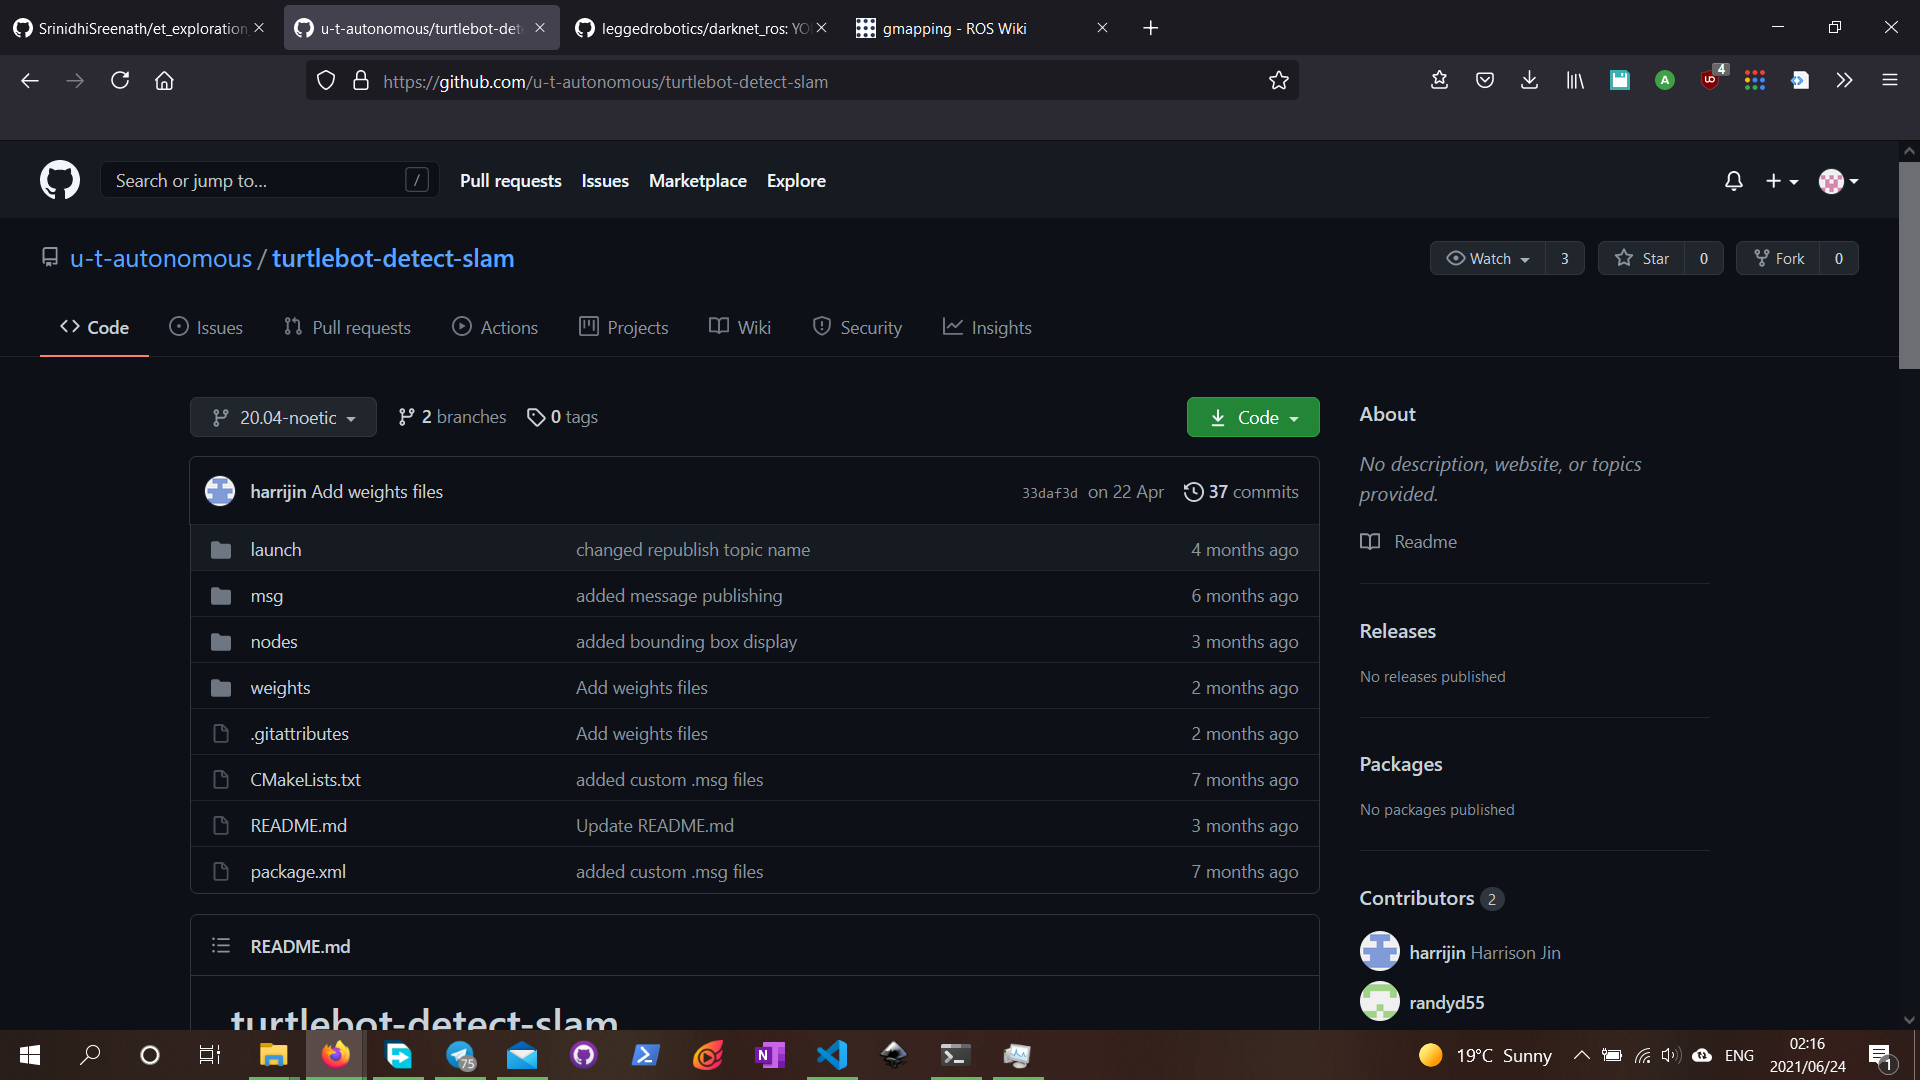 SrinidhiSreenath/et_exploration
u-t-autonomous/turtlebot-dete
leggedrobotics/darknet_ros: YOL
gmapping - ROS Wiki
https://github.com/u-t-autonomous/turtlebot-detect-slam
A
4
Search or jump to...
/
Pull requests
Issues
Marketplace
Explore
u-t-autonomous / turtlebot-detect-slam
Watch 3
Star 0
Fork 0
Code
Issues
Pull requests
Actions
Projects
Wiki
Security
Insights
20.04-noetic
2 branches
0 tags
Code
harrijin Add weights files
33daf3d on 22 Apr
37 commits
launch
changed republish topic name
4 months ago
msg
added message publishing
6 months ago
nodes
added bounding box display
3 months ago
weights
Add weights files
2 months ago
.gitattributes
Add weights files
2 months ago
CMakeLists.txt
added custom .msg files
7 months ago
README.md
Update README.md
3 months ago
package.xml
added custom .msg files
7 months ago
README.md
turtlebot-detect-slam
About
No description, website, or topics
provided.
Readme
Releases
No releases published
Packages
No packages published
Contributors 2
harrijin Harrison Jin
randyd55
75
N
19°C Sunny
ENG
02:16
2021/06/24
1